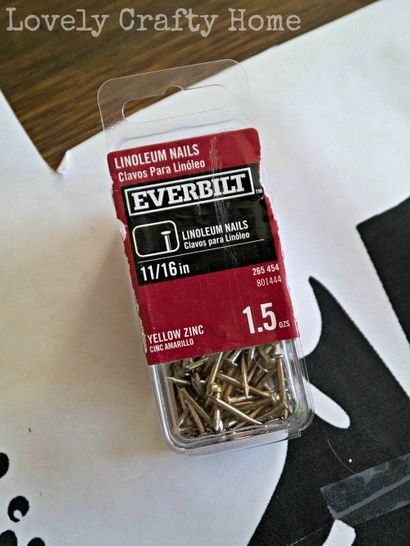 Lovely Crafty Home
LINOLEUM NAILS
Clavos Para Linóleo
EVERBILT™
LINOLEUM NAILS
Clavos para Linóleo
11/16 in
265 454
801444
YELLOW ZINC
CINC AMARILLO
1.5 OZS